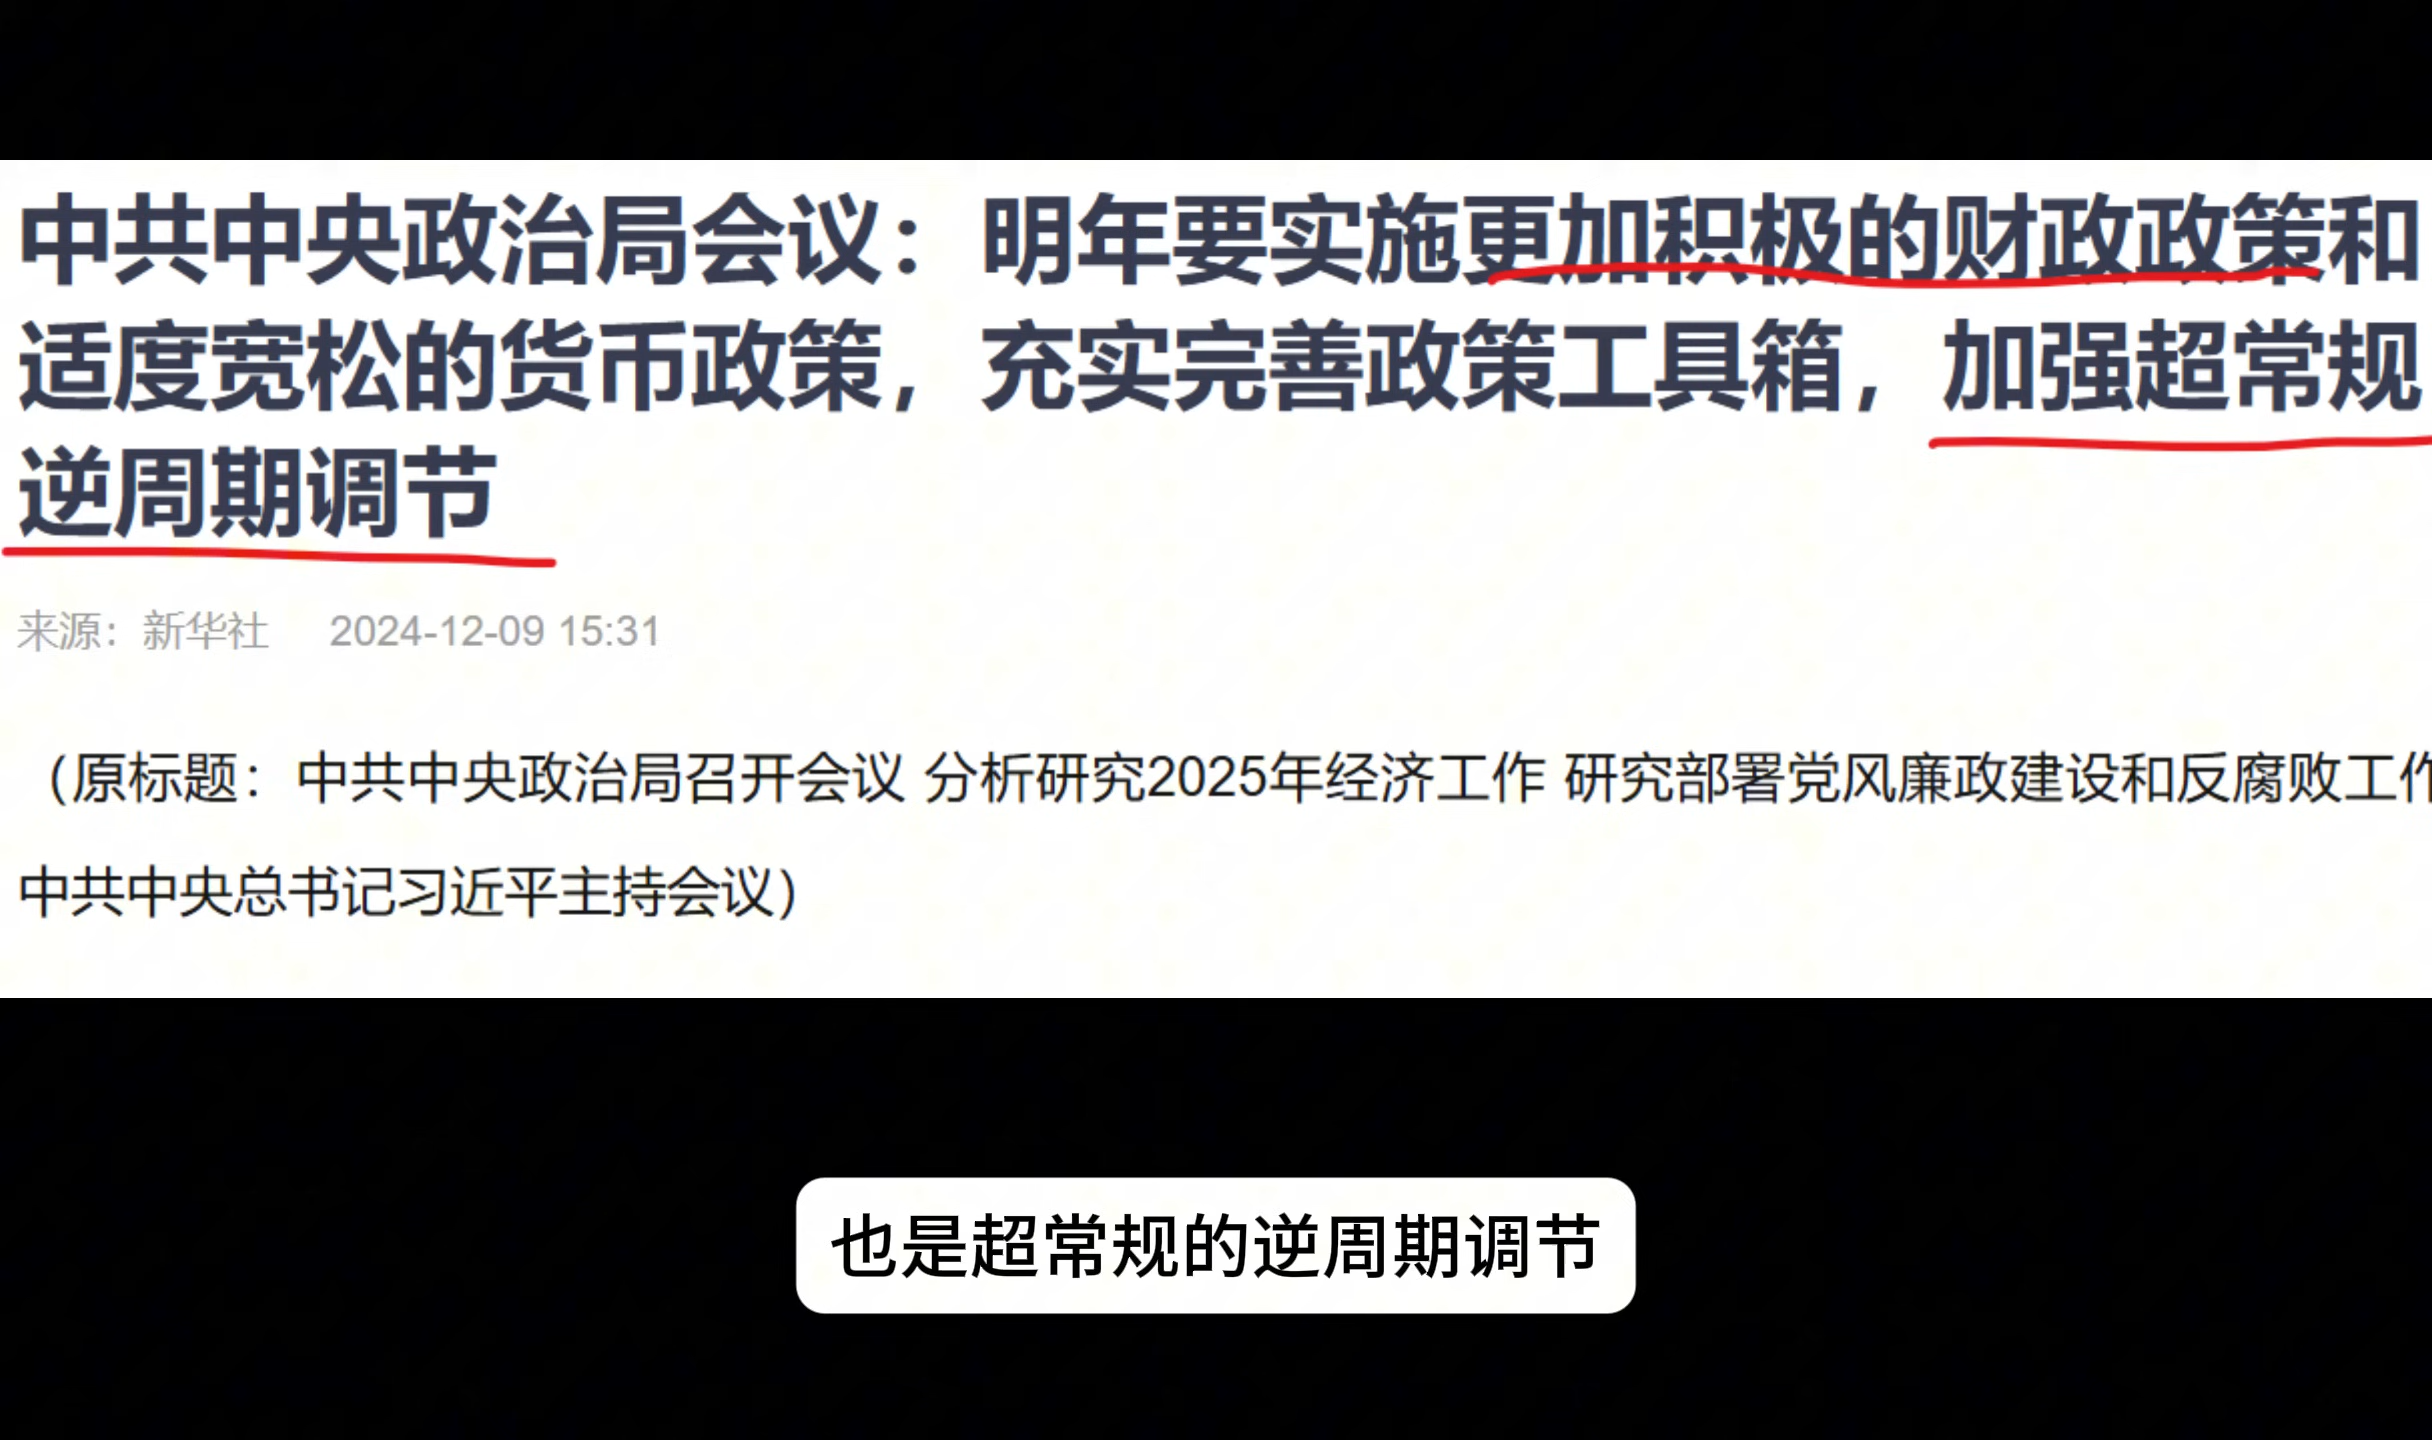 中共中央政治局会议：明年要实施更加积极的财政政策和
适度宽松的货币政策，充实完善政策工具箱，加强超常规
逆周期调节
来源：新华社 2024-12-09 15:31
（原标题：中共中央政治局召开会议 分析研究2025年经济工作 研究部署党风廉政建设和反腐败工作
中共中央总书记习近平主持会议）
也是超常规的逆周期调节